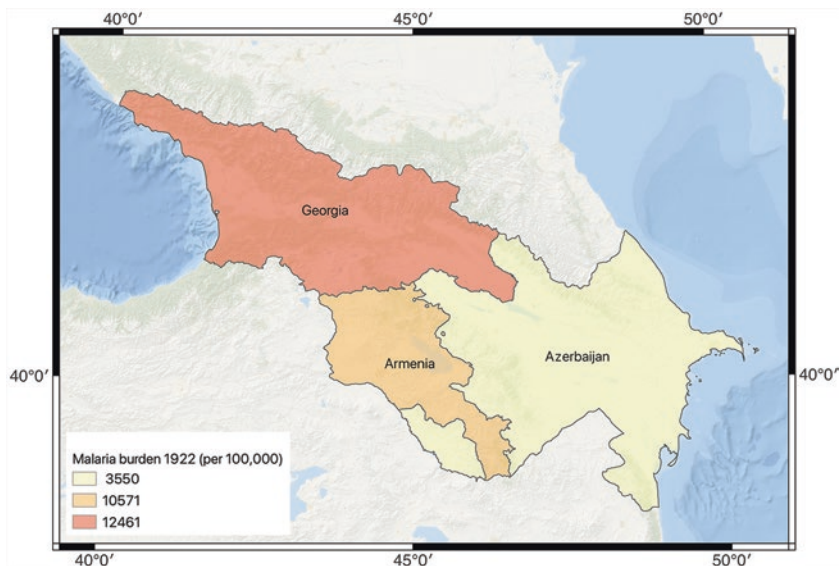 40°0′ 45°0′ 50°0′
Georgia
Armenia
Azerbaijan
40°0′ 40°0′
Malaria burden 1922 (per 100,000)
3550
10571
12461
40°0′ 45°0′ 50°0′